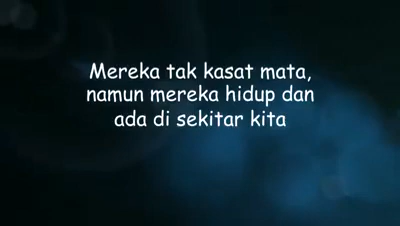 Mereka tak kasat mata,
namun mereka hidup dan
ada di sekitar kita